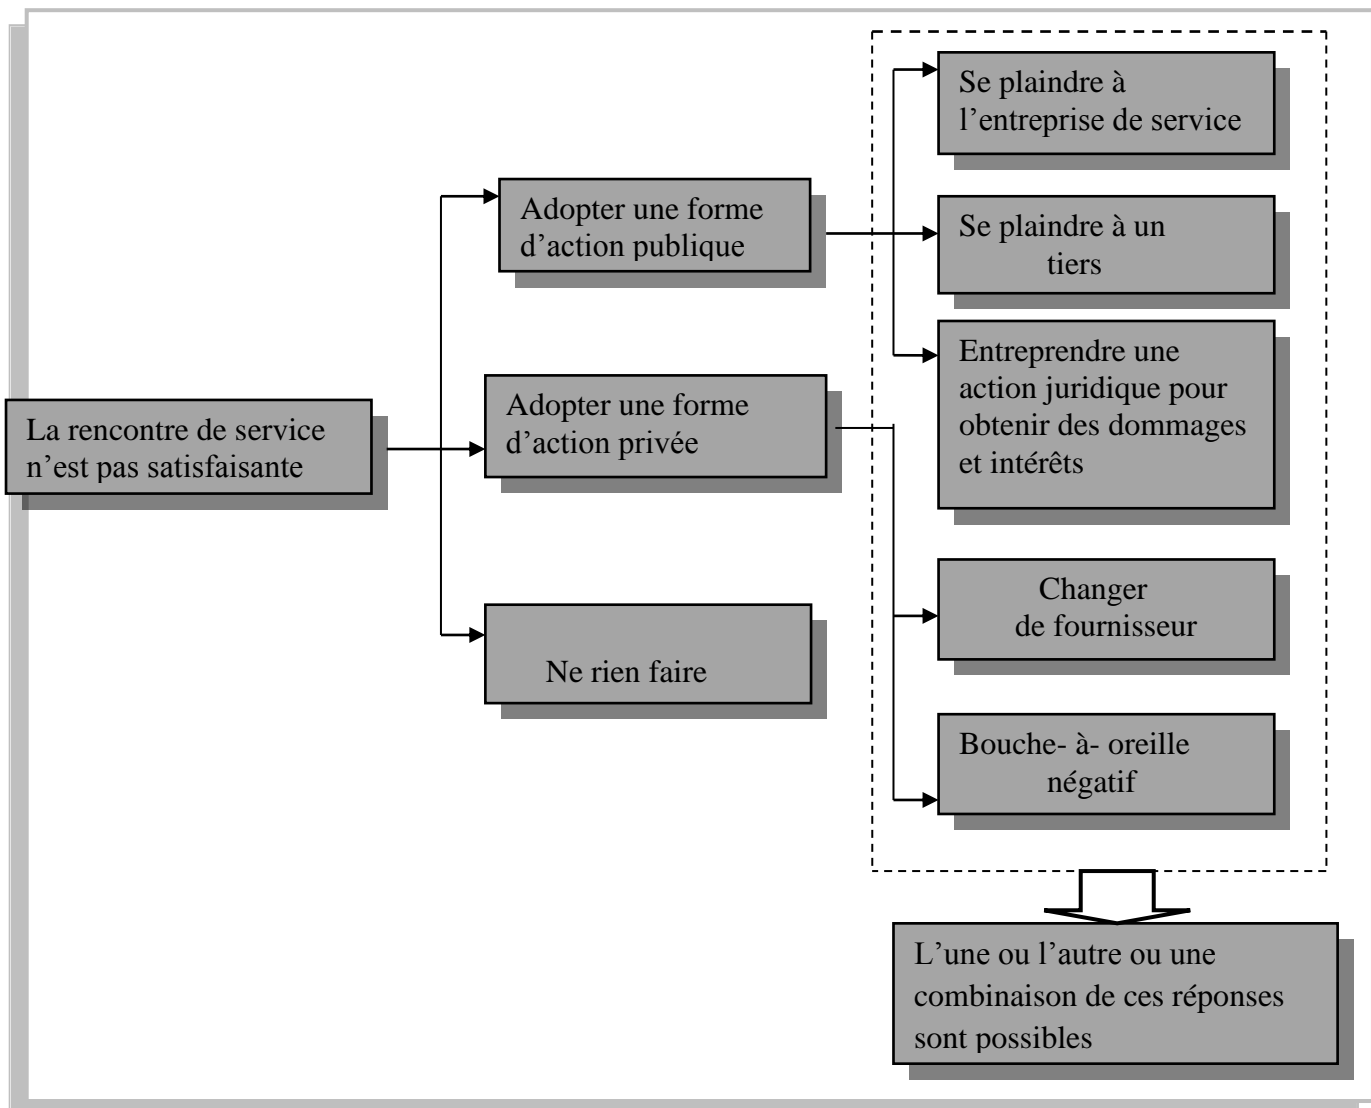 La rencontre de service
n’est pas satisfaisante
Adopter une forme
d’action publique
Adopter une forme
d’action privée
Ne rien faire
Se plaindre à
l’entreprise de service
Se plaindre à un
tiers
Entreprendre une
action juridique pour
obtenir des dommages
et intérêts
Changer
de fournisseur
Bouche- à- oreille
négatif
L’une ou l’autre ou une
combinaison de ces réponses
sont possibles